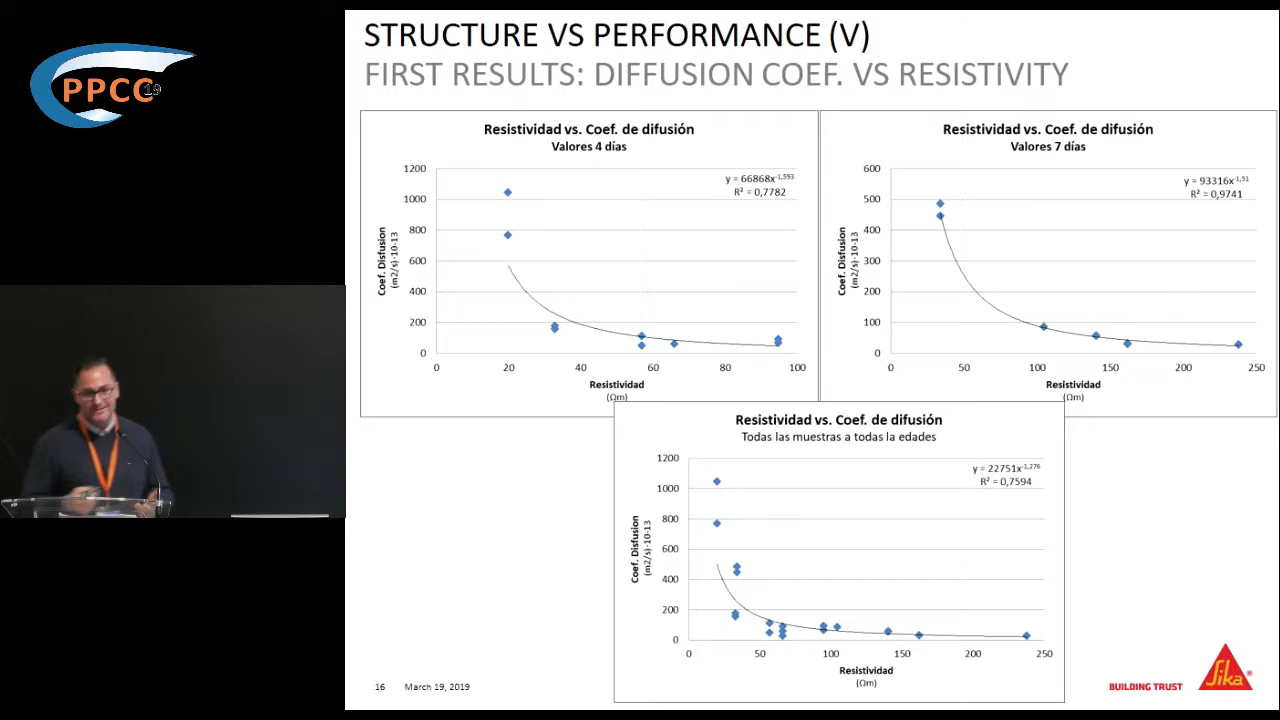 PPCC 19
STRUCTURE VS PERFORMANCE (V)
FIRST RESULTS: DIFFUSION COEF. VS RESISTIVITY
Resistividad vs. Coef. de difusión
Valores 4 días
y = 66868x^-1,593
R² = 0,7782
1200
1000
800
600
400
200
0
Coef. Disfusion
(m2/s)·10-13
0 20 40 60 80 100
Resistividad
(Ωm)
Resistividad vs. Coef. de difusión
Valores 7 días
y = 93316x^-1,51
R² = 0,9741
600
500
400
300
200
100
0
Coef. Disfusion
(m2/s)·10-13
0 50 100 150 200 250
Resistividad
(Ωm)
Resistividad vs. Coef. de difusión
Todas las muestras a todas la edades
y = 22751x^-1,276
R² = 0,7594
1200
1000
800
600
400
200
0
Coef. Disfusion
(m2/s)·10-13
0 50 100 150 200 250
Resistividad
(Ωm)
16 March 19, 2019
BUILDING TRUST
Sika®